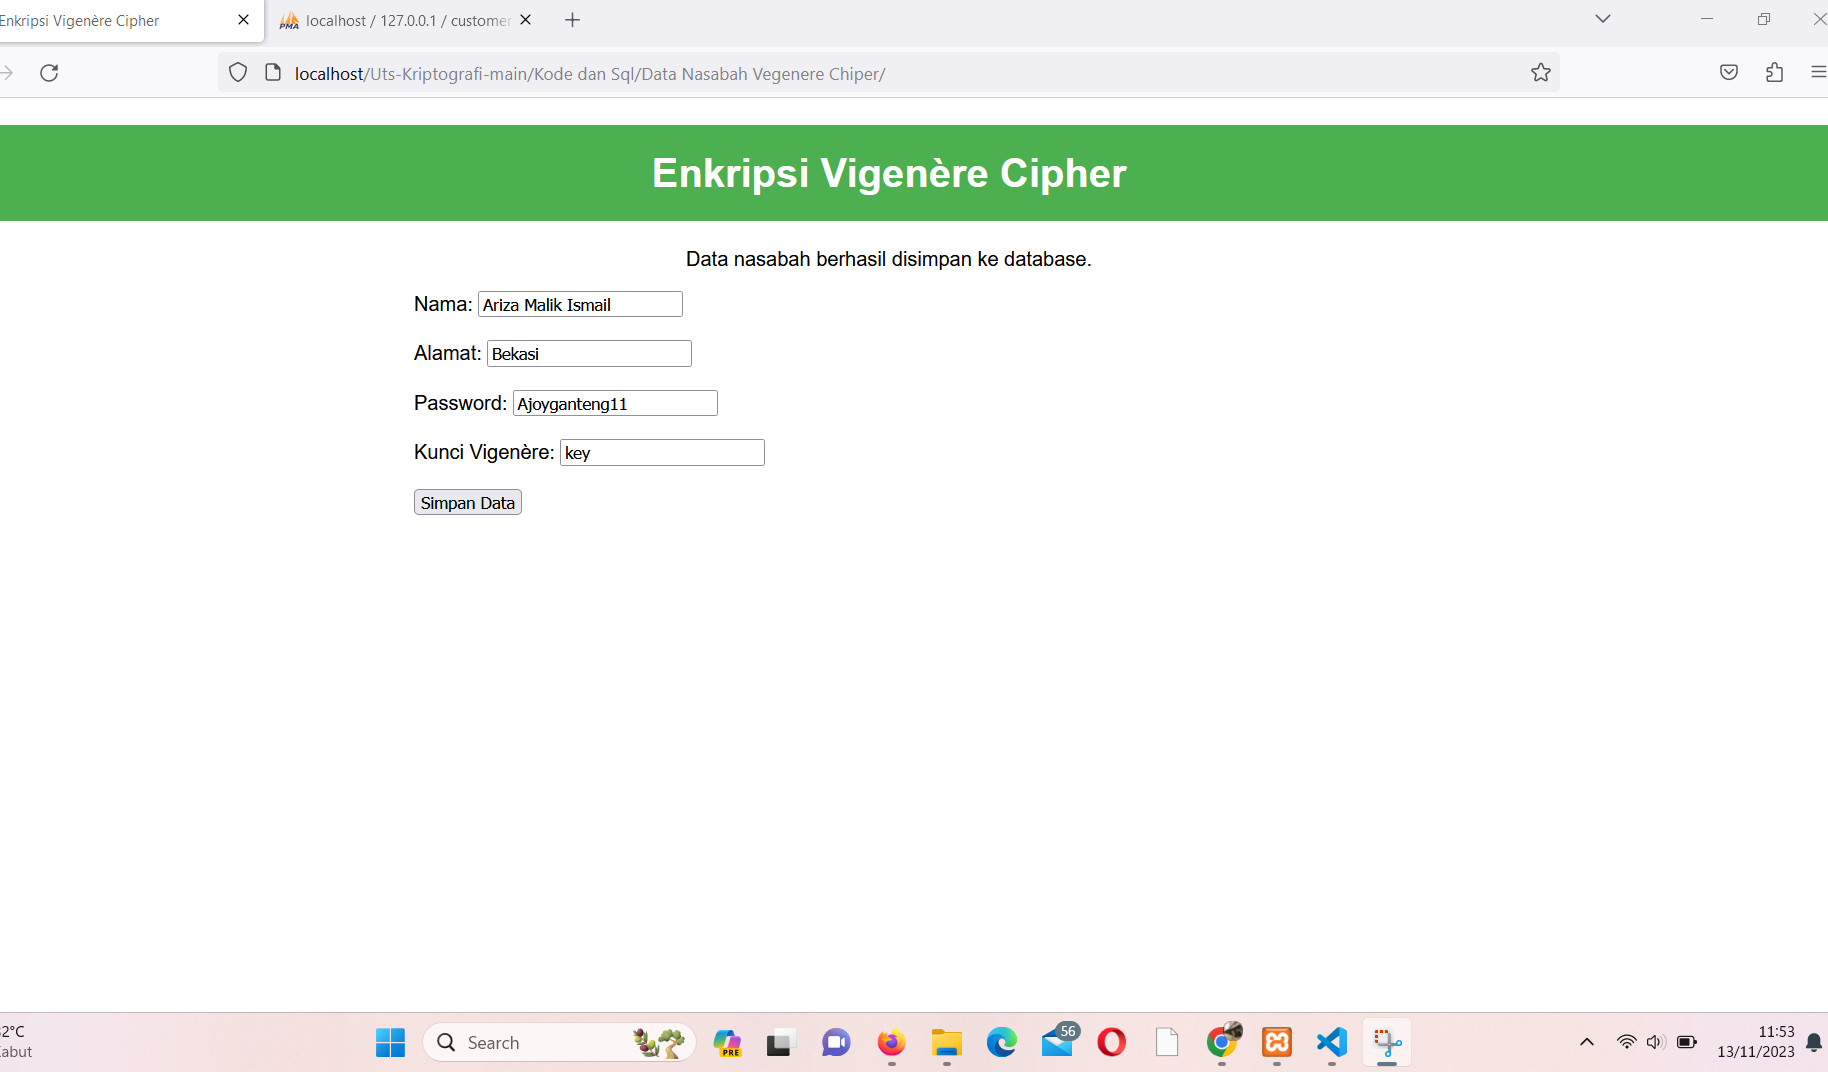 Enkripsi Vigenère Cipher
localhost / 127.0.0.1 / customer
localhost/Uts-Kriptografi-main/Kode dan Sql/Data Nasabah Vegenere Chiper/
Enkripsi Vigenère Cipher
Data nasabah berhasil disimpan ke database.
Nama: Ariza Malik Ismail
Alamat: Bekasi
Password: Ajoyganteng11
Kunci Vigenère: key
Simpan Data
2°C
Search
PRE
56
11:53
13/11/2023